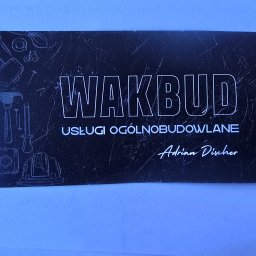 WAKBUD
USŁUGI OGÓLNOBUDOWLANE
Adrian Discher